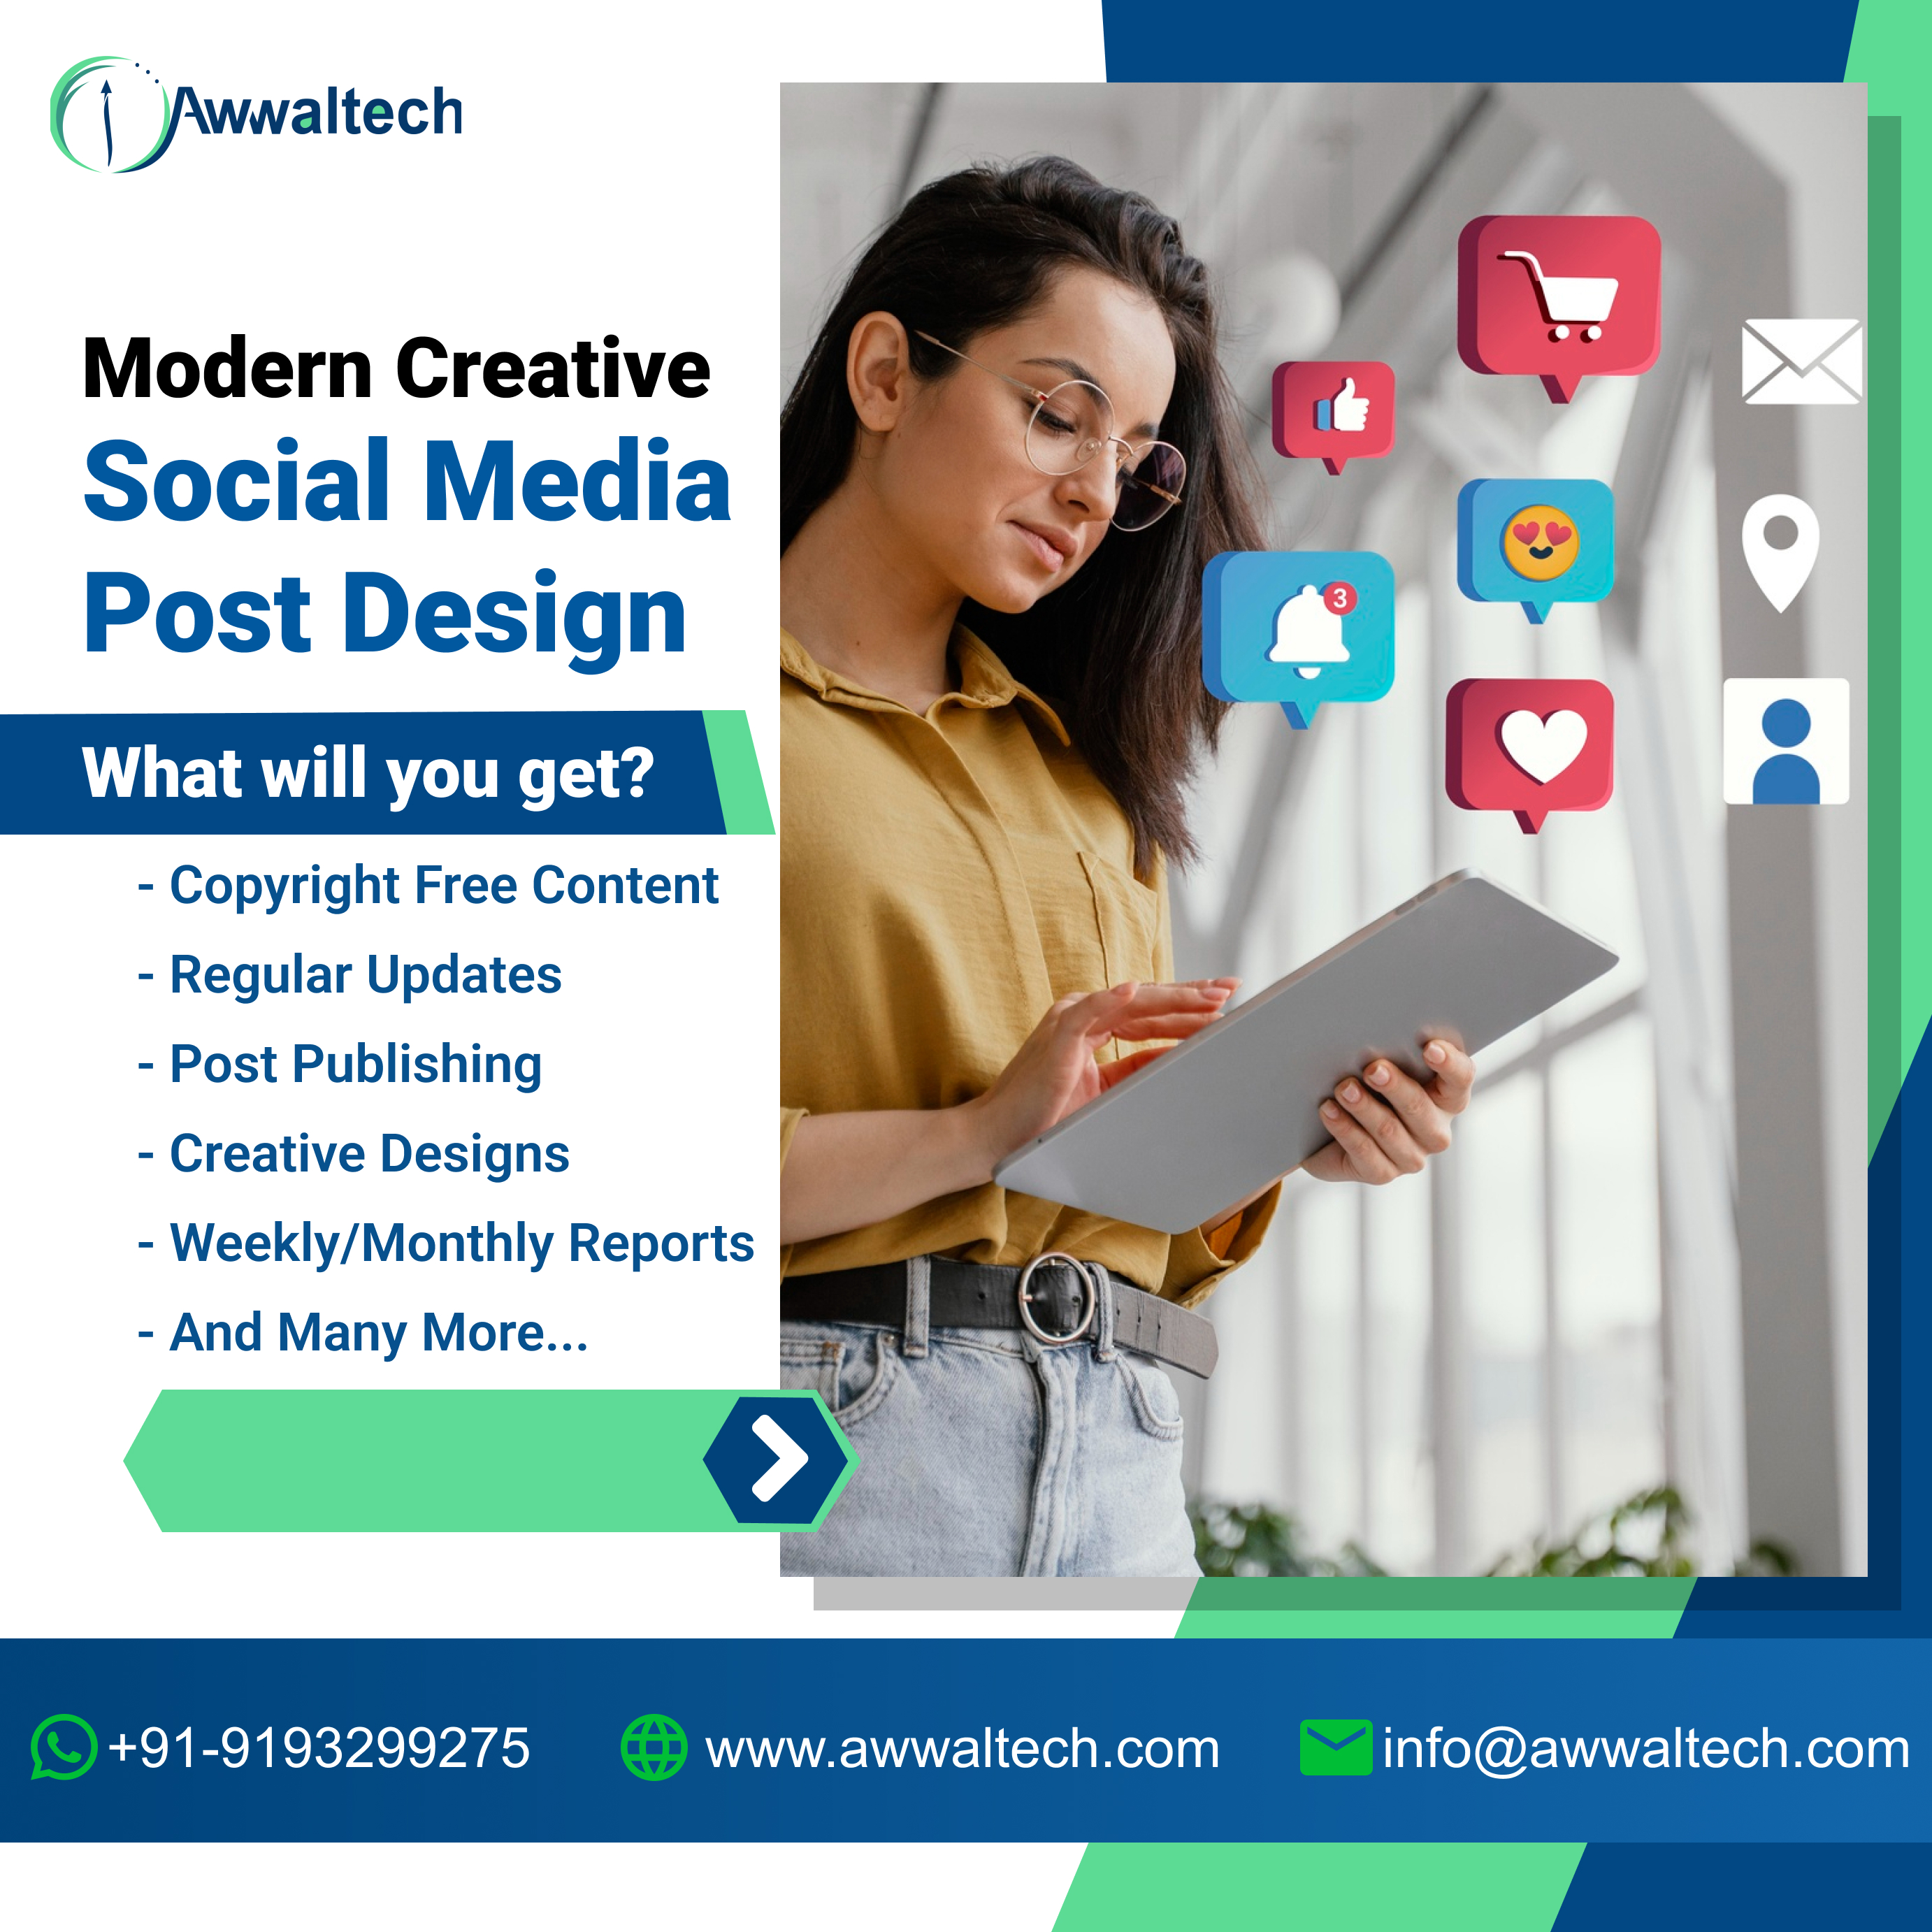 Awwaltech
Modern Creative
Social Media
Post Design
What will you get?
- Copyright Free Content
- Regular Updates
- Post Publishing
- Creative Designs
- Weekly/Monthly Reports
- And Many More...
3
+91-9193299275
www.awwaltech.com
info@awwaltech.com